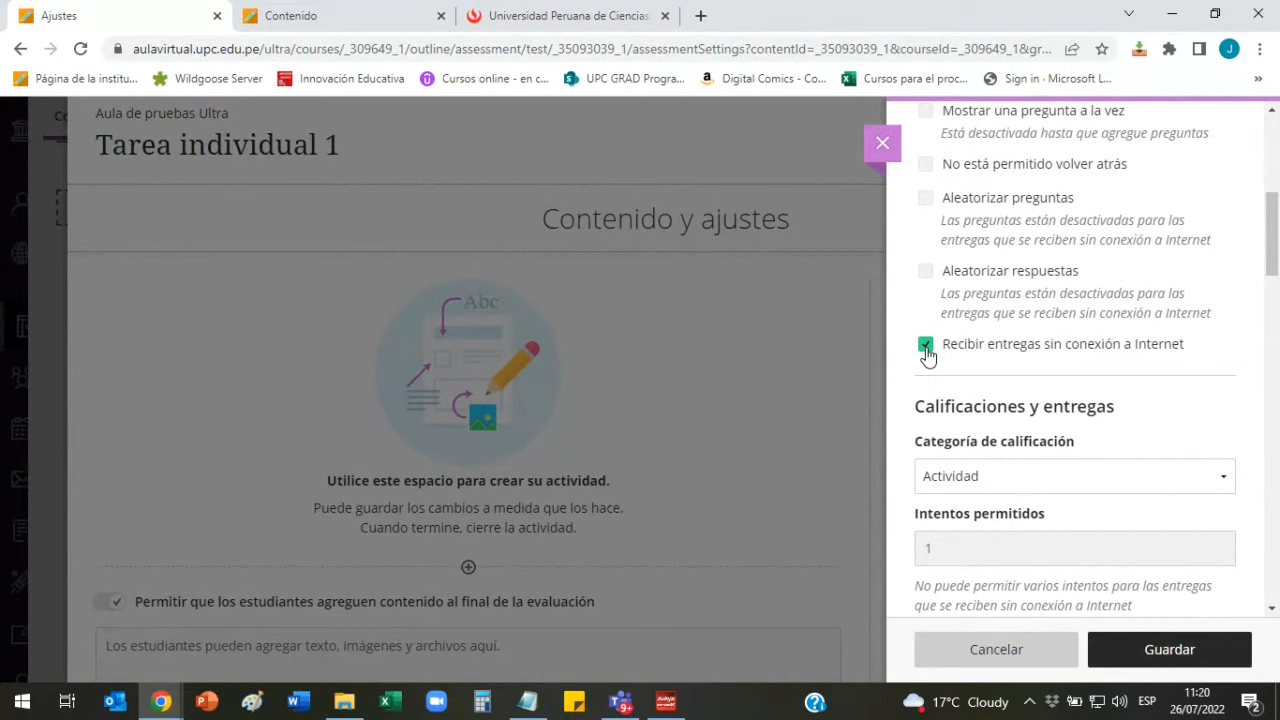 Ajustes
Contenido
Universidad Peruana de Ciencias
aulavirtual.upc.edu.pe/ultra/courses/_309649_1/outline/assessment/test/_35093039_1/assessmentSettings?contentId=_35093039_1&courseId=_309649_1&gr...
J
Página de la institu...
Wildgoose Server
Innovación Educativa
Cursos online - en c...
UPC GRAD Progra...
Digital Comics - Co...
Cursos para el proc...
Sign in - Microsoft L...
»
Aula de pruebas Ultra
Tarea individual 1
Contenido y ajustes
Abc
Utilice este espacio para crear su actividad.
Puede guardar los cambios a medida que los hace.
Cuando termine, cierre la actividad.
Permitir que los estudiantes agreguen contenido al final de la evaluación
Los estudiantes pueden agregar texto, imágenes y archivos aquí.
Mostrar una pregunta a la vez
Está desactivada hasta que agregue preguntas
No está permitido volver atrás
Aleatorizar preguntas
Las preguntas están desactivadas para las
entregas que se reciben sin conexión a Internet
Aleatorizar respuestas
Las preguntas están desactivadas para las
entregas que se reciben sin conexión a Internet
Recibir entregas sin conexión a Internet
Calificaciones y entregas
Categoría de calificación
Actividad
Intentos permitidos
1
No puede permitir varios intentos para las entregas
que se reciben sin conexión a Internet
Cancelar
Guardar
17°C Cloudy
ESP
11:20
26/07/2022